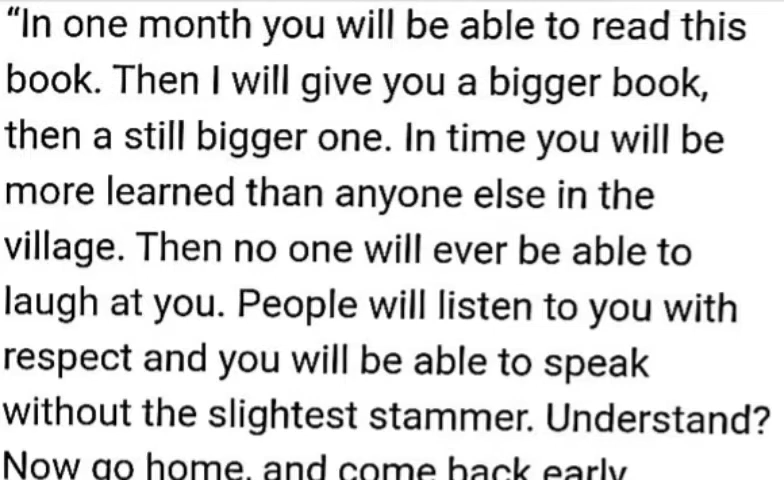 “In one month you will be able to read this
book. Then I will give you a bigger book,
then a still bigger one. In time you will be
more learned than anyone else in the
village. Then no one will ever be able to
laugh at you. People will listen to you with
respect and you will be able to speak
without the slightest stammer. Understand?
Now go home, and come back early